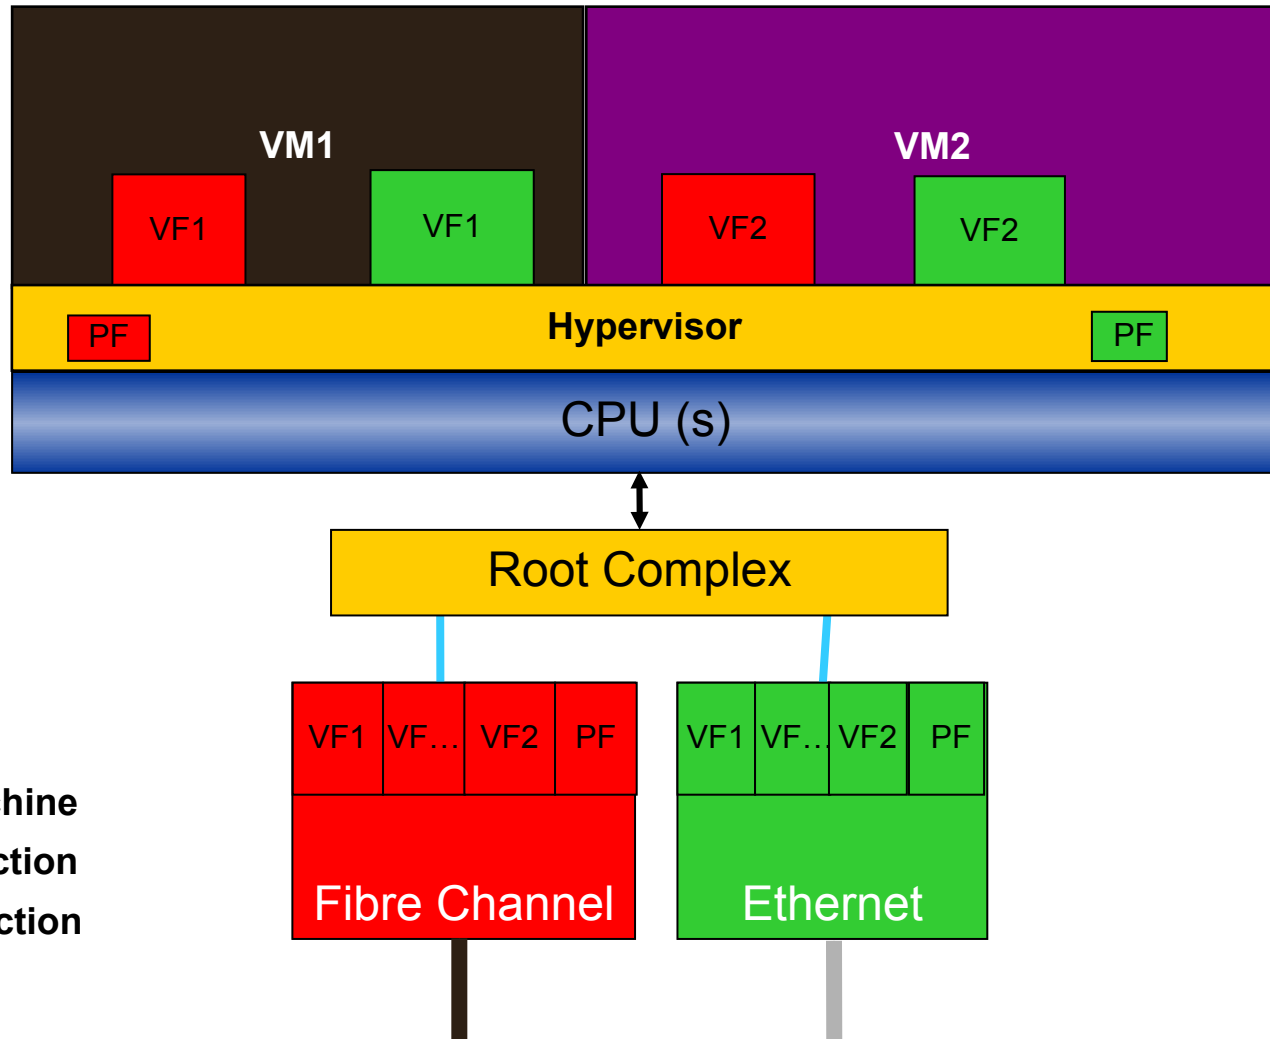 VM1
VM2
VF1
VF1
VF2
VF2
PF
Hypervisor
PF
CPU (s)
Root Complex
VF1 VF… VF2 PF
VF1 VF… VF2 PF
chine
ction
ction
Fibre Channel
Ethernet